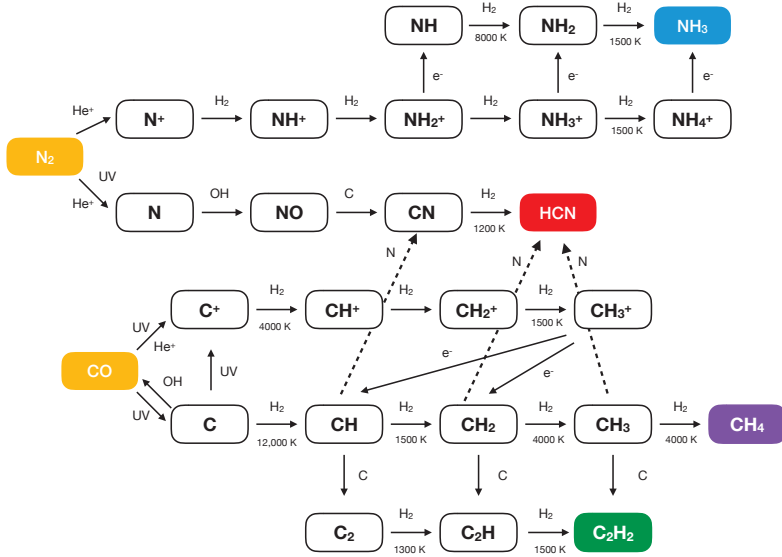 NH
H₂
8000 K
NH₂
H₂
1500 K
NH₃
e⁻
e⁻
e⁻
He⁺
N⁺
H₂
NH⁺
H₂
NH₂⁺
H₂
NH₃⁺
H₂
1500 K
NH₄⁺
N₂
UV
He⁺
N
OH
NO
C
CN
H₂
1200 K
HCN
N
N
N
C⁺
H₂
4000 K
CH⁺
H₂
CH₂⁺
H₂
1500 K
CH₃⁺
UV
He⁺
CO
OH
UV
UV
e⁻
e⁻
C
H₂
12,000 K
CH
H₂
1500 K
CH₂
H₂
4000 K
CH₃
H₂
4000 K
CH₄
C
C
C
C₂
H₂
1300 K
C₂H
H₂
1500 K
C₂H₂